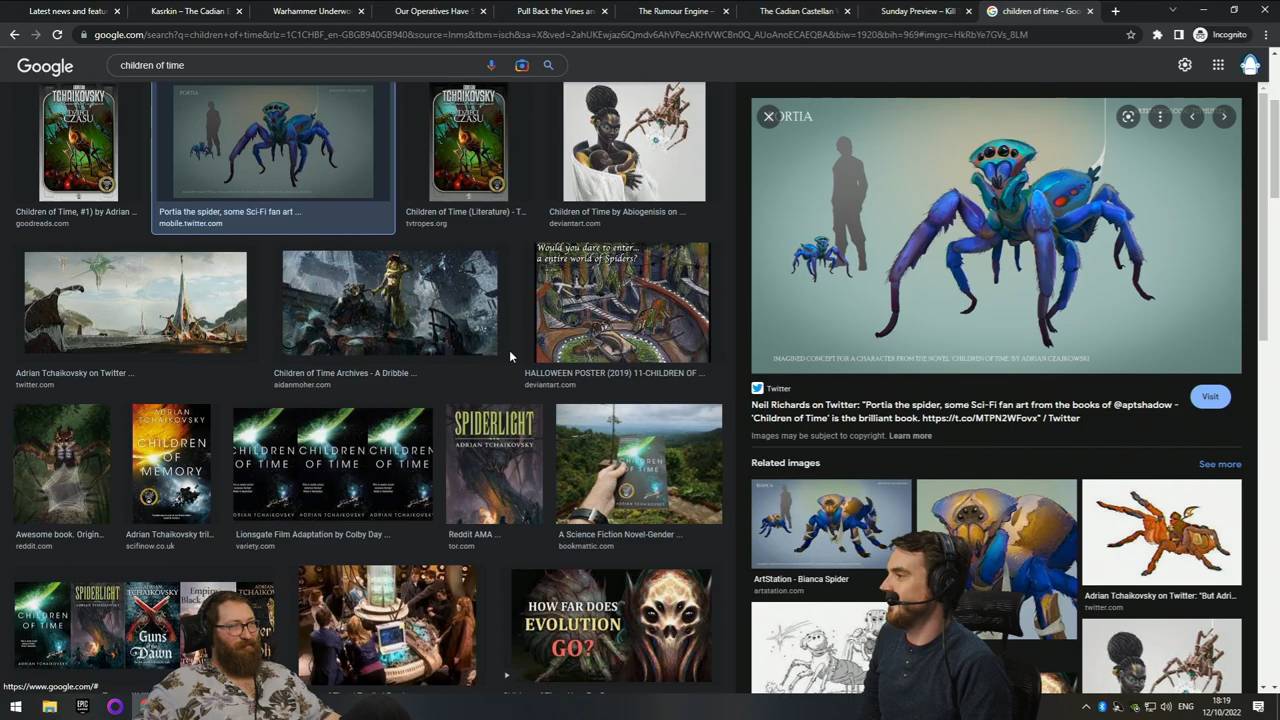 Latest news and featu
Kasrkin – The Cadian E
Warhammer Underwo
Our Operatives Have S
Pull Back the Vines an
The Rumour Engine –
The Cadian Castellan
Sunday Preview – Kill
children of time - Goo
google.com/search?q=children+of+time&rlz=1C1CHBF_en-GBGB940GB940&source=lnms&tbm=isch&sa=X&ved=2ahUKEwjaz6iQmdv6AhVPecAKHVWCBn0Q_AUoAnoECAEQBA&biw=1920&bih=969#imgrc=HkRbYe7GVs_8LM
Incognito
Google
children of time
TCHAIKOVSKY
CZASU
PORTIA
TCHAIKOVSKY
CZASU
Children of Time, #1) by Adrian ...
goodreads.com
Portia the spider, some Sci-Fi fan art ...
mobile.twitter.com
Children of Time (Literature) - T...
tvtropes.org
Children of Time by Abiogenisis on ...
deviantart.com
Would you dare to enter...
a entire world of Spiders?
Adrian Tchaikovsky on Twitter ...
twitter.com
Children of Time Archives - A Dribble ...
aidanmoher.com
HALLOWEEN POSTER (2019) 11-CHILDREN OF ...
deviantart.com
ADRIAN
TCHAIKOVSKY
CHILDREN
OF
MEMORY
CHILDREN
OF TIME
ADRIAN TCHAIKOVSKY
SPIDERLIGHT
ADRIAN TCHAIKOVSKY
CHILDREN
OF TIME
Awesome book. Origin...
reddit.com
Adrian Tchaikovsky tril...
scifinow.co.uk
Lionsgate Film Adaptation by Colby Day ...
variety.com
Reddit AMA ...
tor.com
A Science Fiction Novel-Gender ...
bookmattic.com
CHILDREN
OF TIME
SPIDERLIGHT
Guns
of the
Dawn
Empire
Black
HOW FAR DOES
EVOLUTION
GO?
https://www.google.com/#
ORTIA
IMAGINED CONCEPT FOR A CHARACTER FROM THE NOVEL 'CHILDREN OF TIME' BY ADRIAN CZAJKOWSKI
Twitter
Visit
Neil Richards on Twitter: "Portia the spider, some Sci-Fi fan art from the books of @aptshadow -
'Children of Time' is the brilliant book. https://t.co/MTPN2WFovx" / Twitter
Images may be subject to copyright. Learn more
Related images
See more
BIANCA
ArtStation - Bianca Spider
artstation.com
Adrian Tchaikovsky on Twitter: "But Adri...
twitter.com
EPIC
GAMES
ENG
18:19
12/10/2022